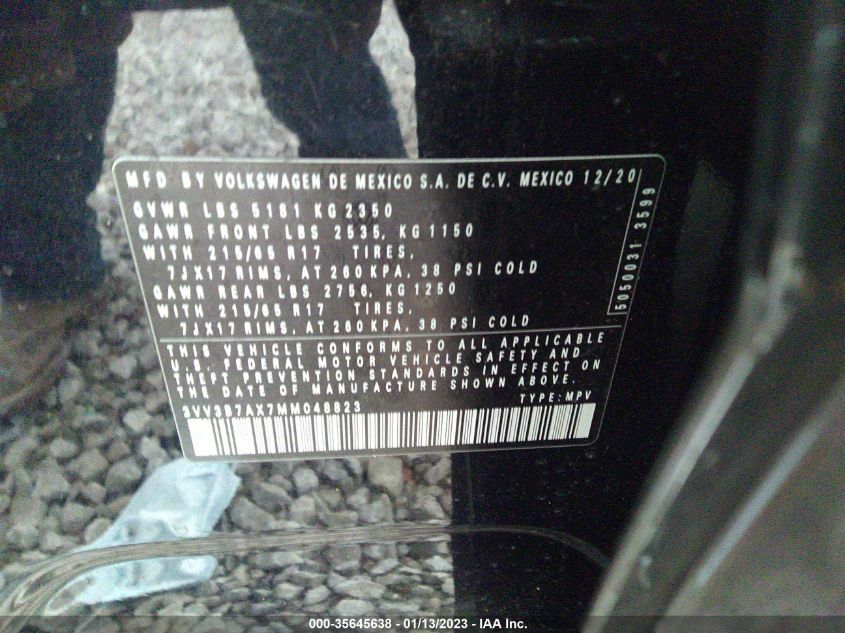 MFD BY VOLKSWAGEN DE MEXICO S.A. DE C.V. MEXICO 12/20
GVWR LBS 5181 KG 2350
GAWR FRONT LBS 2535, KG 1150
WITH 215/65 R17 TIRES,
7JX17 RIMS, AT 260 KPA, 38 PSI COLD
GAWR REAR LBS 2756, KG 1250
WITH 215/65 R17 TIRES,
7JX17 RIMS, AT 260 KPA, 38 PSI COLD
5050031 3599
THIS VEHICLE CONFORMS TO ALL APPLICABLE
U.S. FEDERAL MOTOR VEHICLE SAFETY AND
THEFT PREVENTION STANDARDS IN EFFECT ON
THE DATE OF MANUFACTURE SHOWN ABOVE.
3VV3B7AX7MM048823 TYPE: MPV
000-35645638 - 01/13/2023 - IAA Inc.